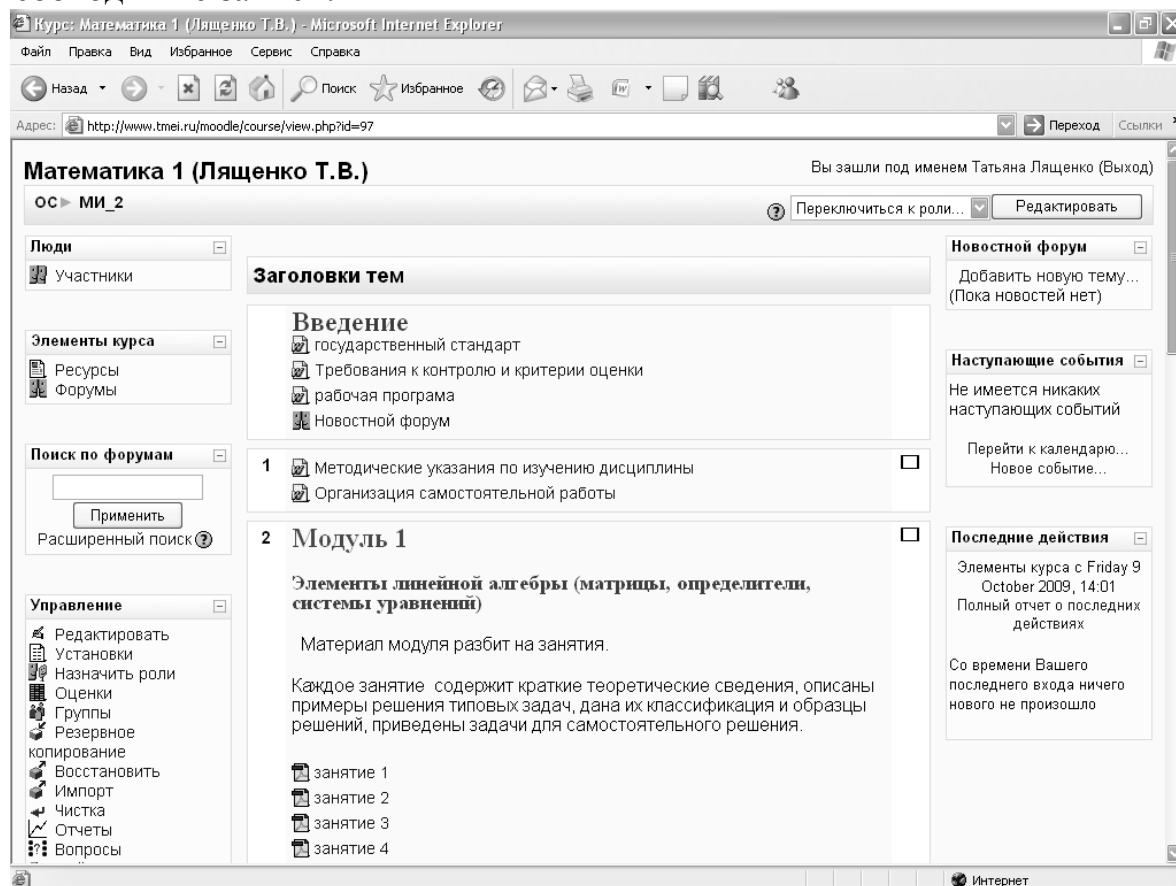 Курс: Математика 1 (Лященко Т.В.) - Microsoft Internet Explorer
Файл Правка Вид Избранное Сервис Справка
Назад Поиск Избранное
Адрес: http://www.tmei.ru/moodle/course/view.php?id=97 Переход Ссылки
Математика 1 (Лященко Т.В.)
Вы зашли под именем Татьяна Лященко (Выход)
ОС ▶ МИ_2
Переключиться к роли... Редактировать
Люди
Участники
Элементы курса
Ресурсы
Форумы
Поиск по форумам
Применить
Расширенный поиск
Управление
Редактировать
Установки
Назначить роли
Оценки
Группы
Резервное
копирование
Восстановить
Импорт
Чистка
Отчеты
Вопросы
Заголовки тем
Введение
государственный стандарт
Требования к контролю и критерии оценки
рабочая програма
Новостной форум
1 Методические указания по изучению дисциплины
Организация самостоятельной работы
2 Модуль 1
Элементы линейной алгебры (матрицы, определители,
системы уравнений)
Материал модуля разбит на занятия.
Каждое занятие содержит краткие теоретические сведения, описаны
примеры решения типовых задач, дана их классификация и образцы
решений, приведены задачи для самостоятельного решения.
занятие 1
занятие 2
занятие 3
занятие 4
Новостной форум
Добавить новую тему...
(Пока новостей нет)
Наступающие события
Не имеется никаких
наступающих событий
Перейти к календарю...
Новое событие...
Последние действия
Элементы курса с Friday 9
October 2009, 14:01
Полный отчет о последних
действиях
Со времени Вашего
последнего входа ничего
нового не произошло
Интернет